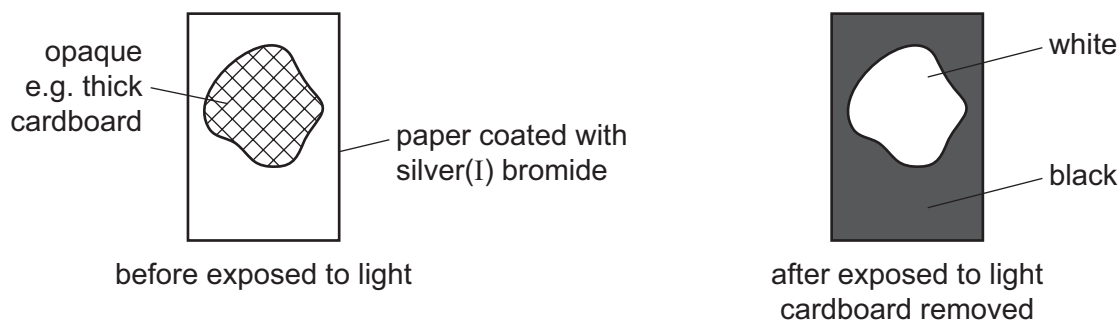 opaque
e.g. thick
cardboard
paper coated with
silver(I) bromide
before exposed to light
white
black
after exposed to light
cardboard removed